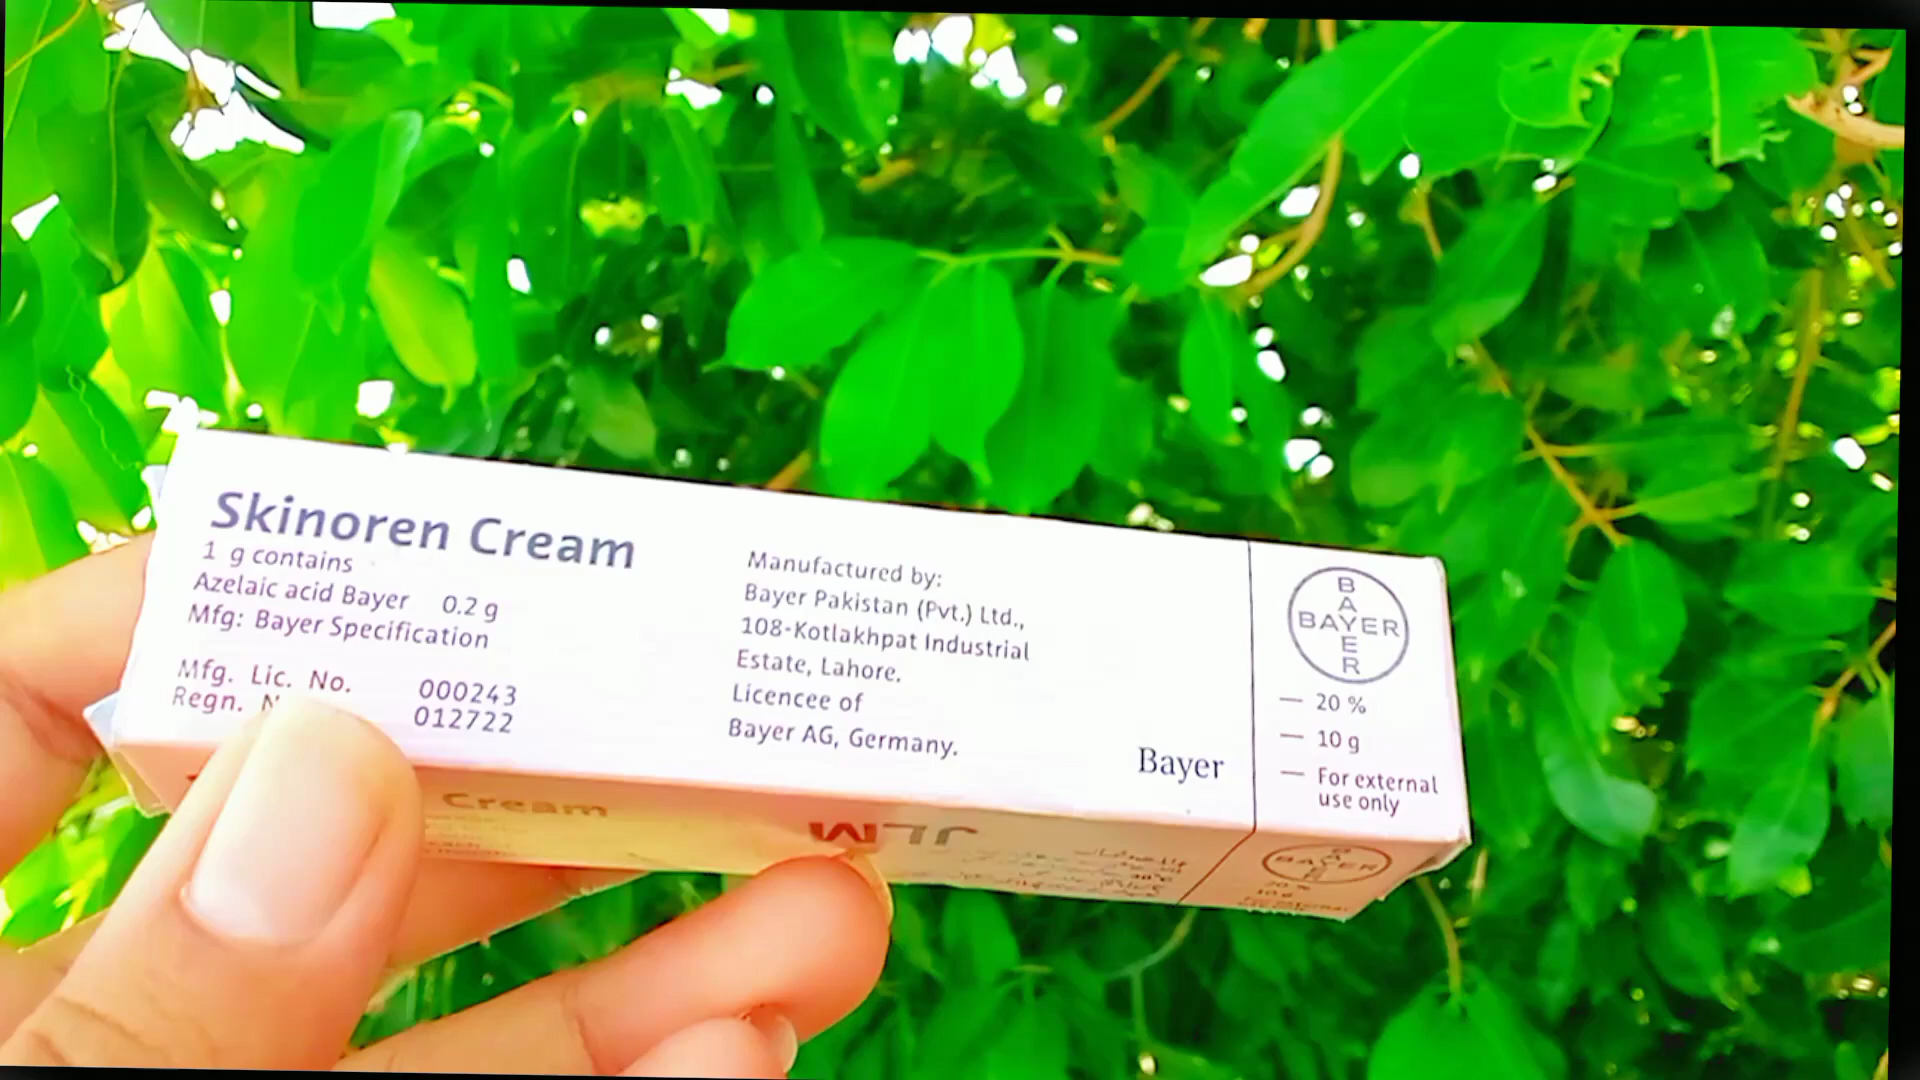 Skinoren Cream
1 g contains
Azelaic acid Bayer 0.2 g
Mfg: Bayer Specification
Mfg. Lic. No. 000243
Regn. 012722
Manufactured by:
Bayer Pakistan (Pvt.) Ltd.,
108-Kotlakhpat Industrial
Estate, Lahore.
Licencee of
Bayer AG, Germany.
Bayer
BAYER
BAYER
— 20 %
— 10 g
— For external
use only
Cream
BAYER